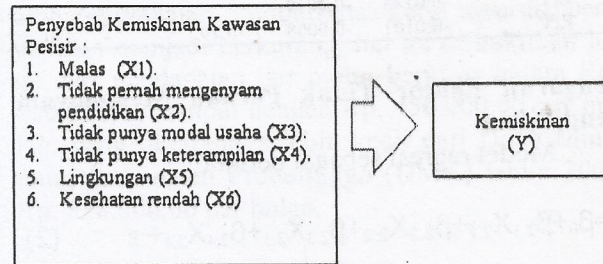 Penyebab Kemiskinan Kawasan
Pesisir :
1. Malas (X1).
2. Tidak pernah mengenyam
pendidikan (X2).
3. Tidak punya modal usaha (X3).
4. Tidak punya keterampilan (X4).
5. Lingkungan (X5)
6. Kesehatan rendah (X6)
Kemiskinan
(Y)